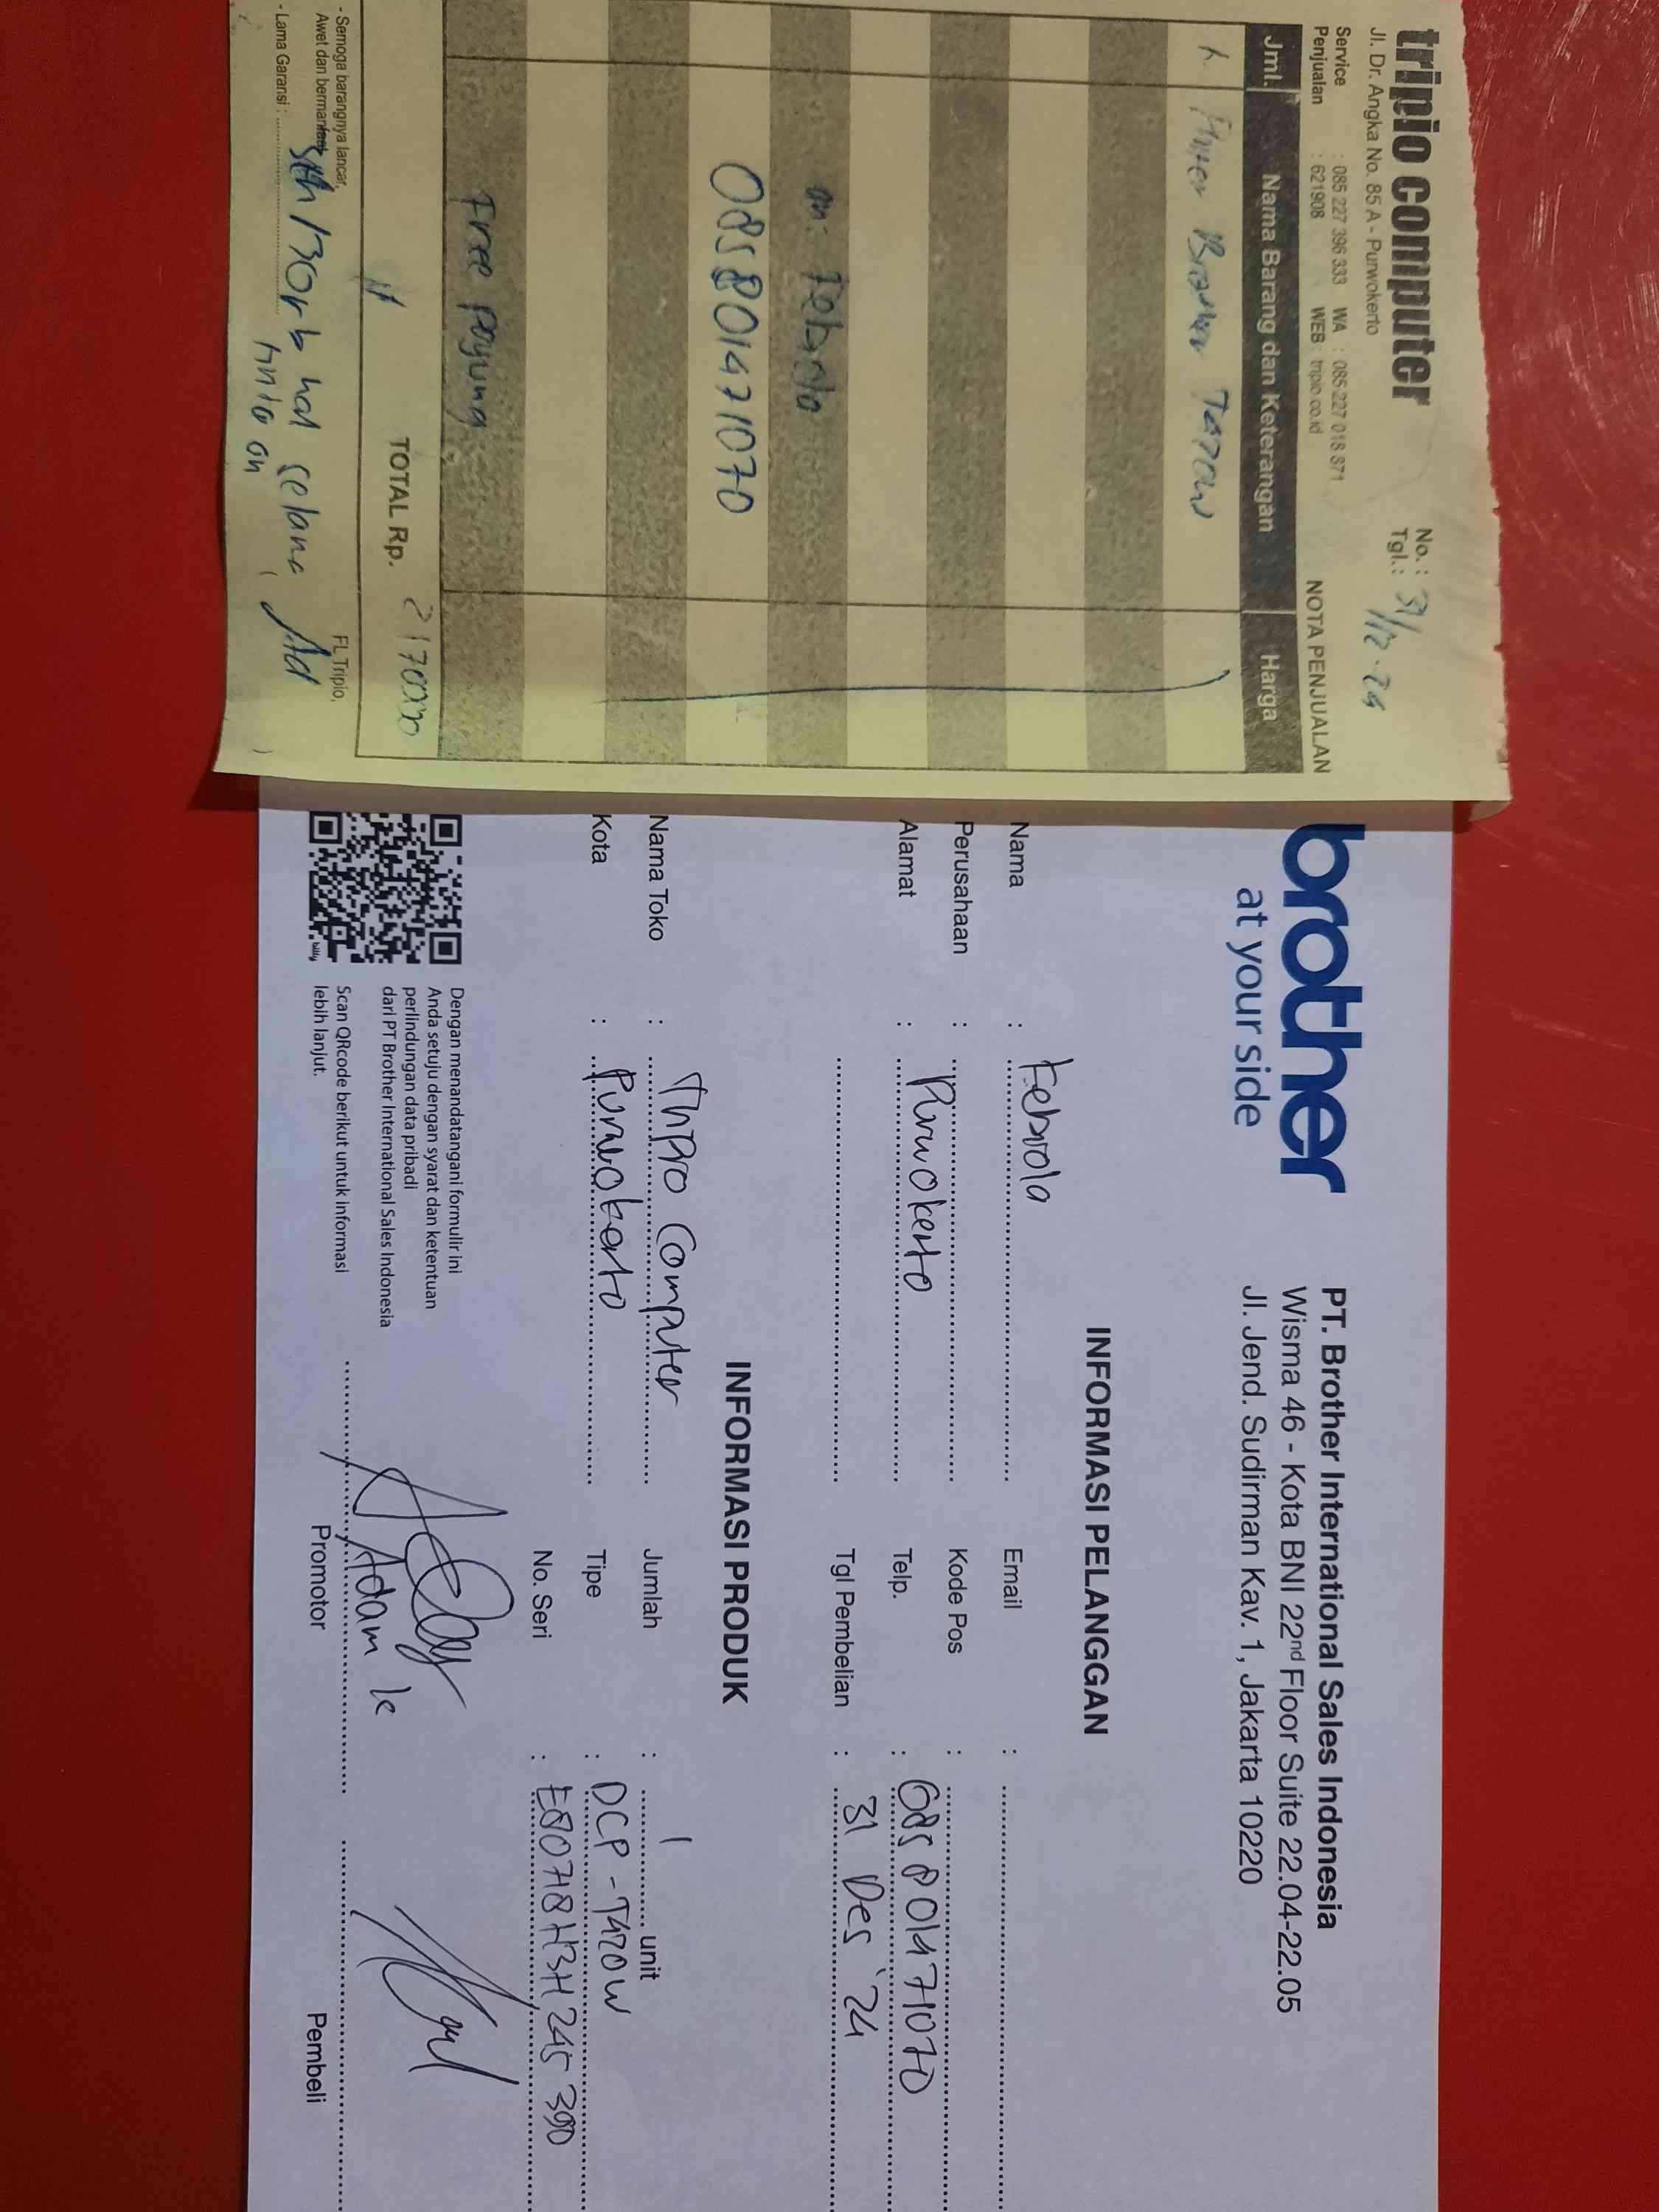 tripio computer
Jl. Dr. Angka No. 85 A - Purwokerto
Service : 085 227 396 333 WA : 085 227 018 871
Penjualan : 621908 WEB : tripio.co.id
No. :
Tgl.: 31/12-24
NOTA PENJUALAN
Jml. Nama Barang dan Keterangan Harga
1. Printer Brother T420W
an: Febiola
085801471070
Free payung
TOTAL Rp. 2170000
- Semoga barangnya lancar,
Awet dan bermanfaat
- Lama Garansi :
3th/30rb hal selama
tinta ori
FL Tripio,
brother
at your side
PT. Brother International Sales Indonesia
Wisma 46 - Kota BNI 22nd Floor Suite 22.04-22.05
Jl. Jend. Sudirman Kav. 1, Jakarta 10220
INFORMASI PELANGGAN
Nama : Febiola
Email :
Perusahaan :
Kode Pos :
Alamat : Purwokerto
Telp. : 085801471070
Tgl Pembelian : 31 Des '24
INFORMASI PRODUK
Nama Toko : Tripio Computer
Jumlah : 1 unit
Kota : Purwokerto
Tipe : DCP-T420W
No. Seri : E80718H3H245390
Dengan menandatangani formulir ini
Anda setuju dengan syarat dan ketentuan
perlindungan data pribadi
dari PT Brother International Sales Indonesia
Scan QRcode berikut untuk informasi
lebih lanjut.
Adam
Promotor
Pembeli